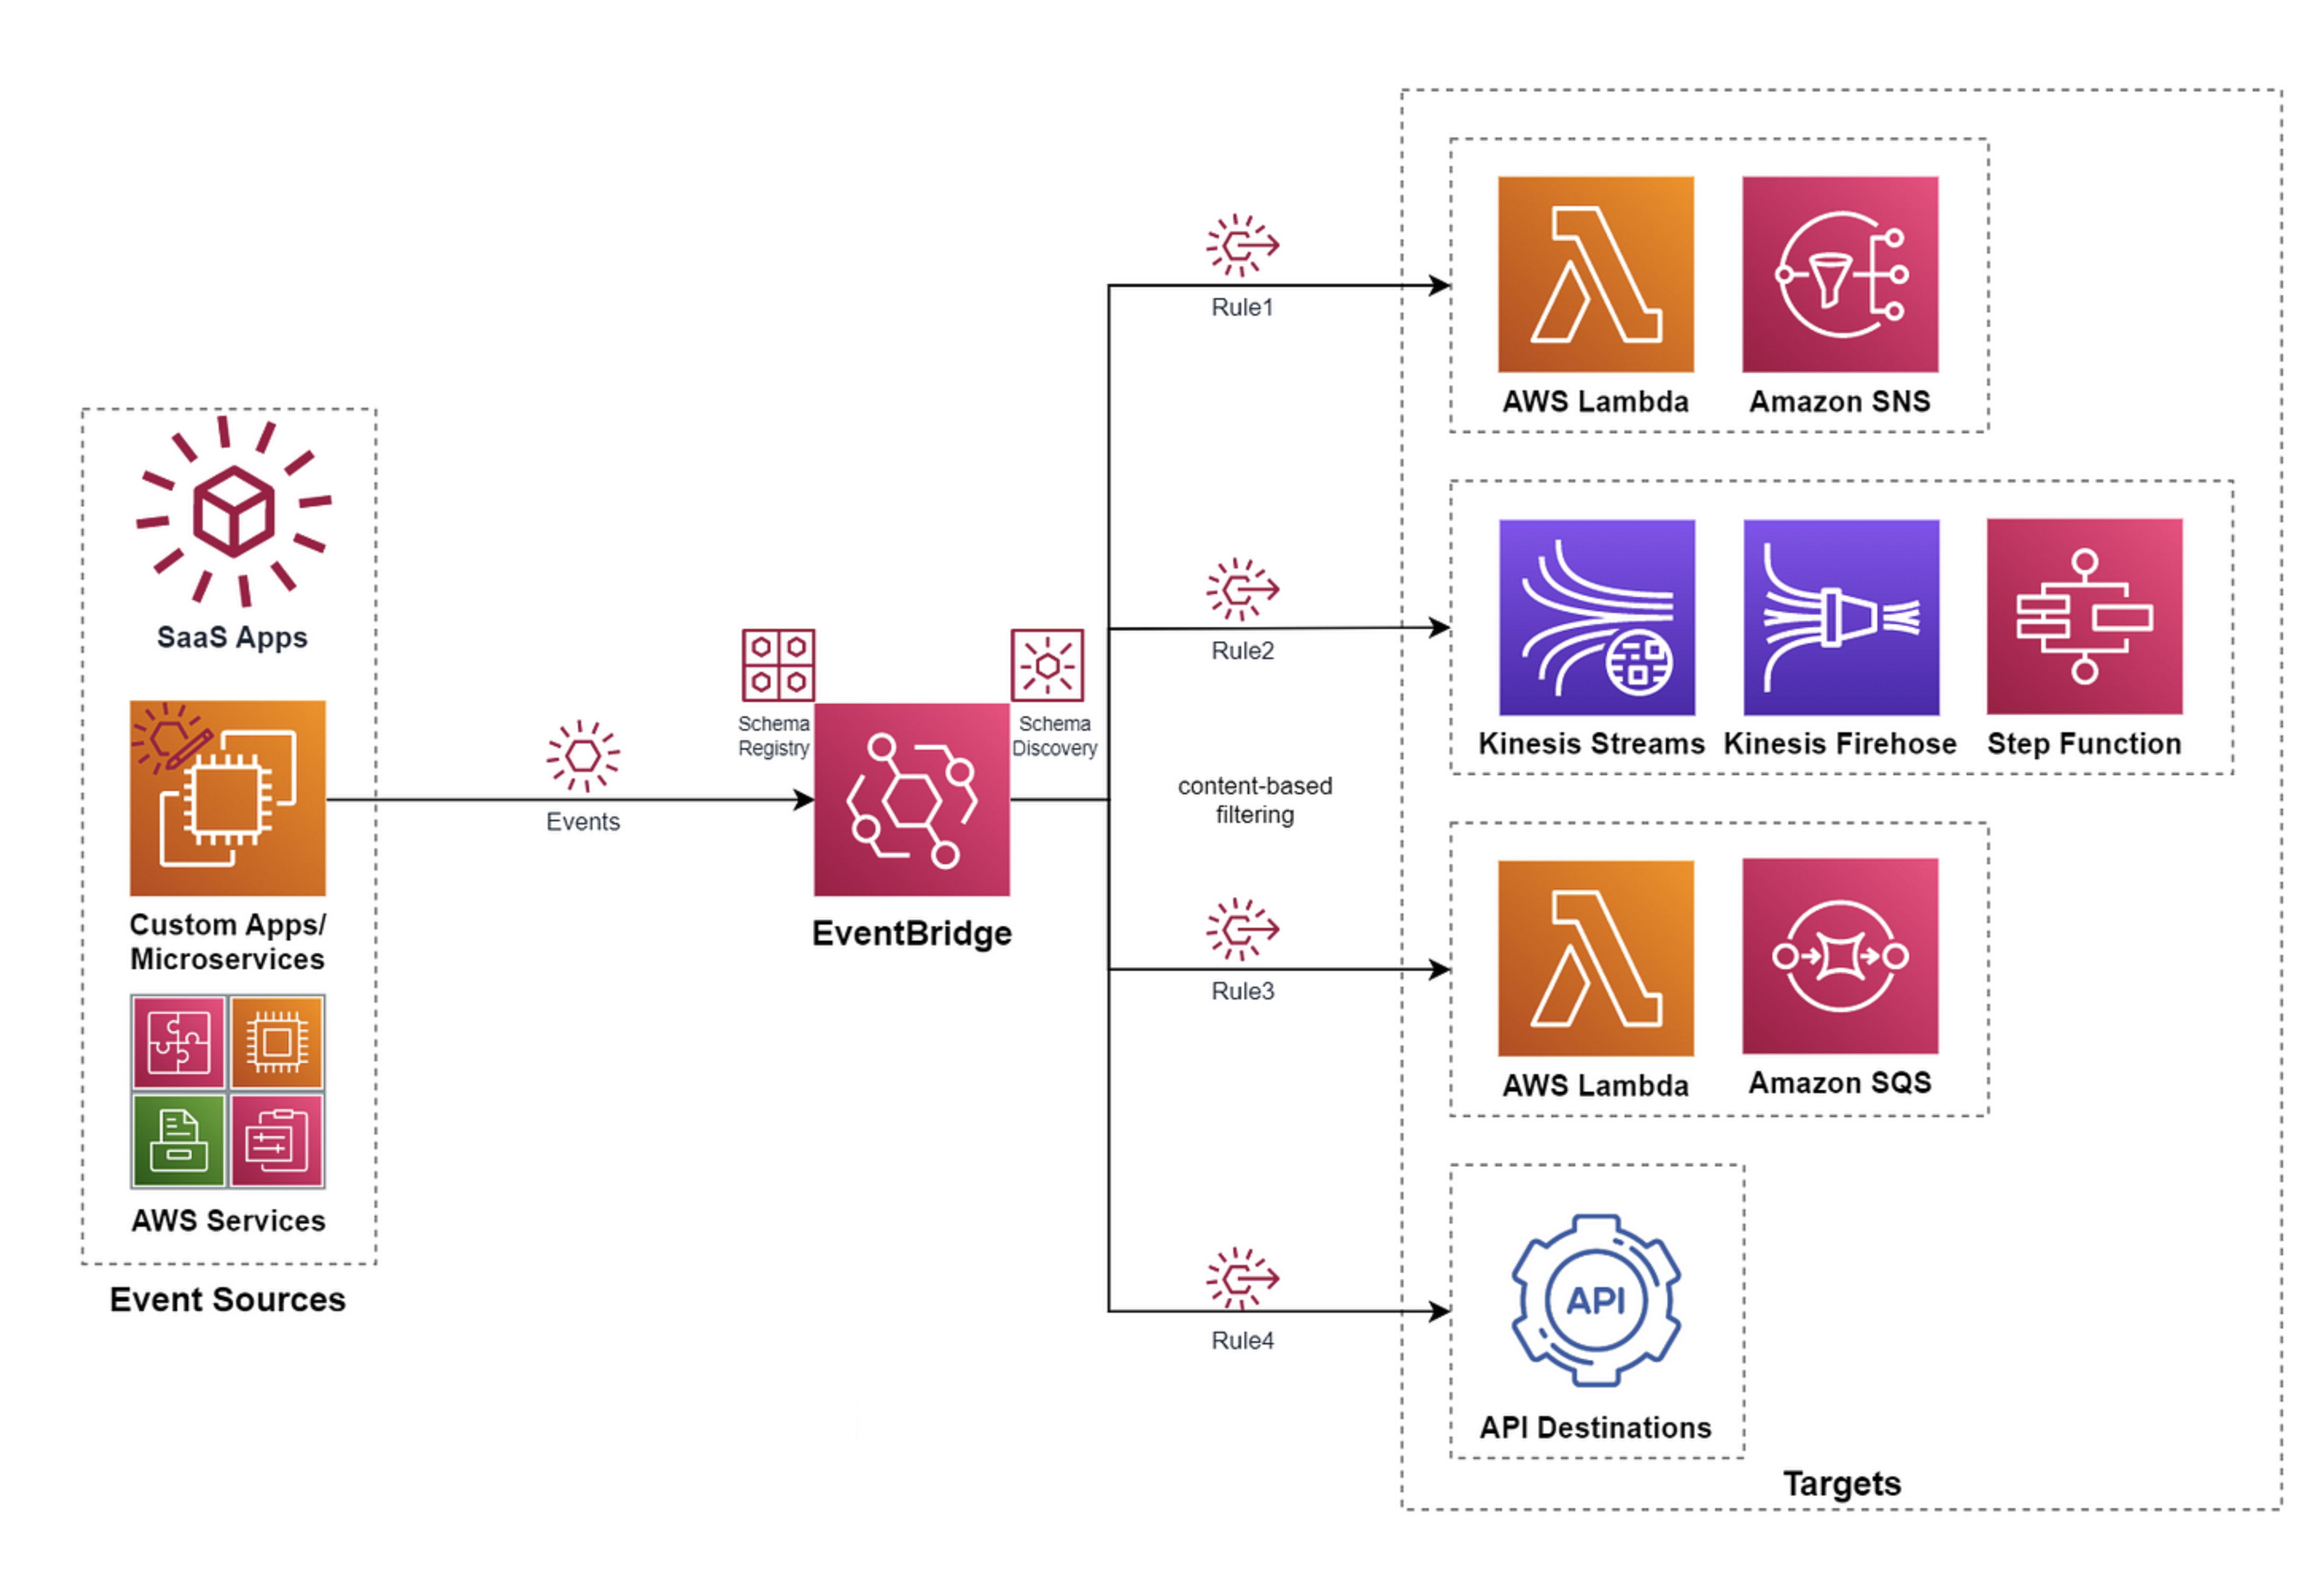 SaaS Apps
Custom Apps/
Microservices
AWS Services
Event Sources
Events
Schema
Registry
Schema
Discovery
EventBridge
content-based
filtering
Rule1
Rule2
Rule3
Rule4
AWS Lambda
Amazon SNS
Kinesis Streams
Kinesis Firehose
Step Function
AWS Lambda
Amazon SQS
API
API Destinations
Targets